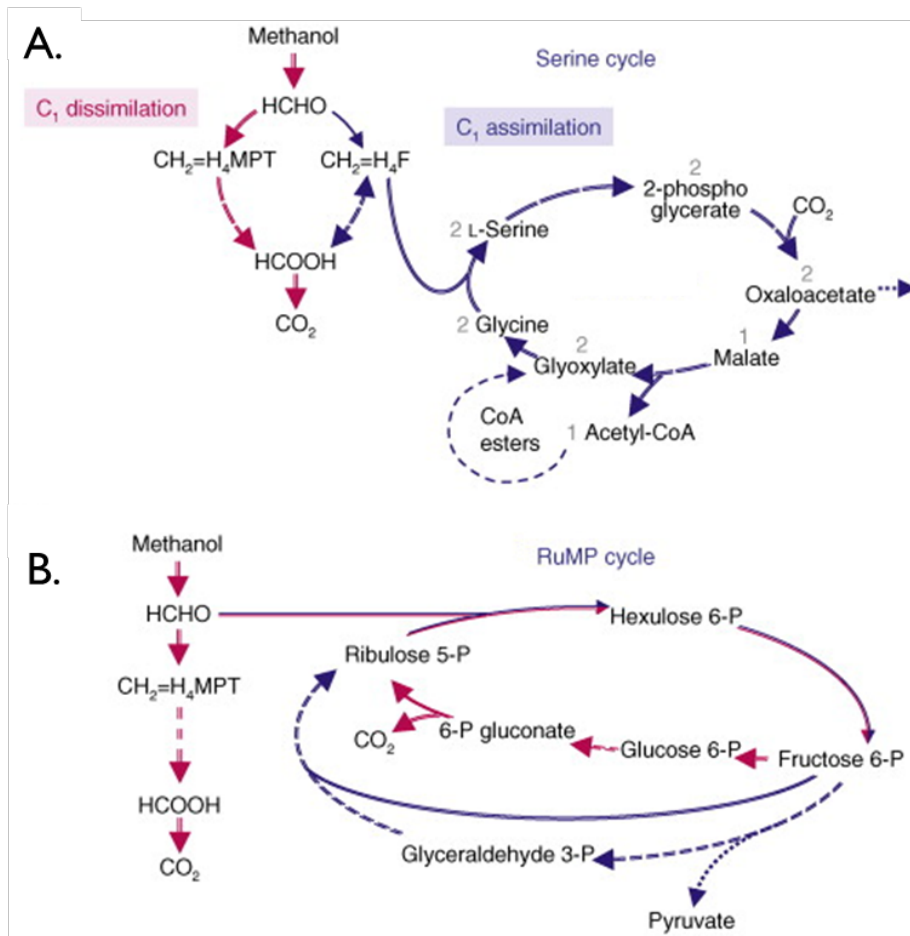 A.
Methanol
Serine cycle
C₁ dissimilation
HCHO
C₁ assimilation
CH₂=H₄MPT
CH₂=H₄F
2
2-phospho
glycerate
CO₂
2 L-Serine
HCOOH
2
Oxaloacetate
CO₂
2 Glycine
2
Glyoxylate
1
Malate
CoA
esters
1 Acetyl-CoA
B.
Methanol
RuMP cycle
HCHO
Hexulose 6-P
Ribulose 5-P
CH₂=H₄MPT
CO₂
6-P gluconate
Glucose 6-P
Fructose 6-P
HCOOH
Glyceraldehyde 3-P
CO₂
Pyruvate